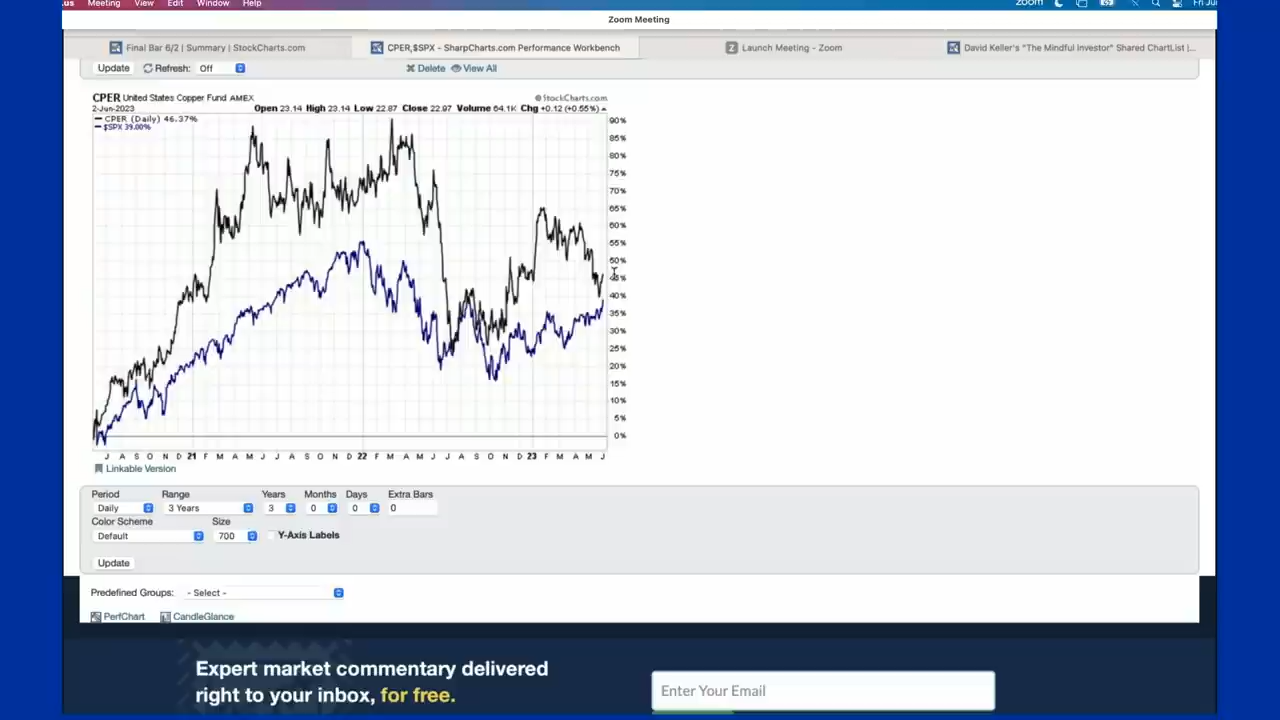 us Meeting View Edit Window Help zoom Fri Ju
Zoom Meeting
Final Bar 6/2 | Summary | StockCharts.com CPER,$SPX - SharpCharts.com Performance Workbench Launch Meeting - Zoom David Keller's "The Mindful Investor" Shared ChartList |...
Update Refresh: Off Delete View All
CPER United States Copper Fund AMEX © StockCharts.com
2-Jun-2023 Open 23.14 High 23.14 Low 22.87 Close 22.97 Volume 64.1K Chg +0.12 (+0.55%)
CPER (Daily) 46.37%
$SPX 39.00%
90%
85%
80%
75%
70%
65%
60%
55%
50%
45%
40%
35%
30%
25%
20%
15%
10%
5%
0%
J A S O N D 21 F M A M J J A S O N D 22 F M A M J J A S O N D 23 F M A M J
Linkable Version
Period Range Years Months Days Extra Bars
Daily 3 Years 3 0 0 0
Color Scheme Size
Default 700 Y-Axis Labels
Update
Predefined Groups: - Select -
PerfChart CandleGlance
Expert market commentary delivered
right to your inbox, for free.
Enter Your Email